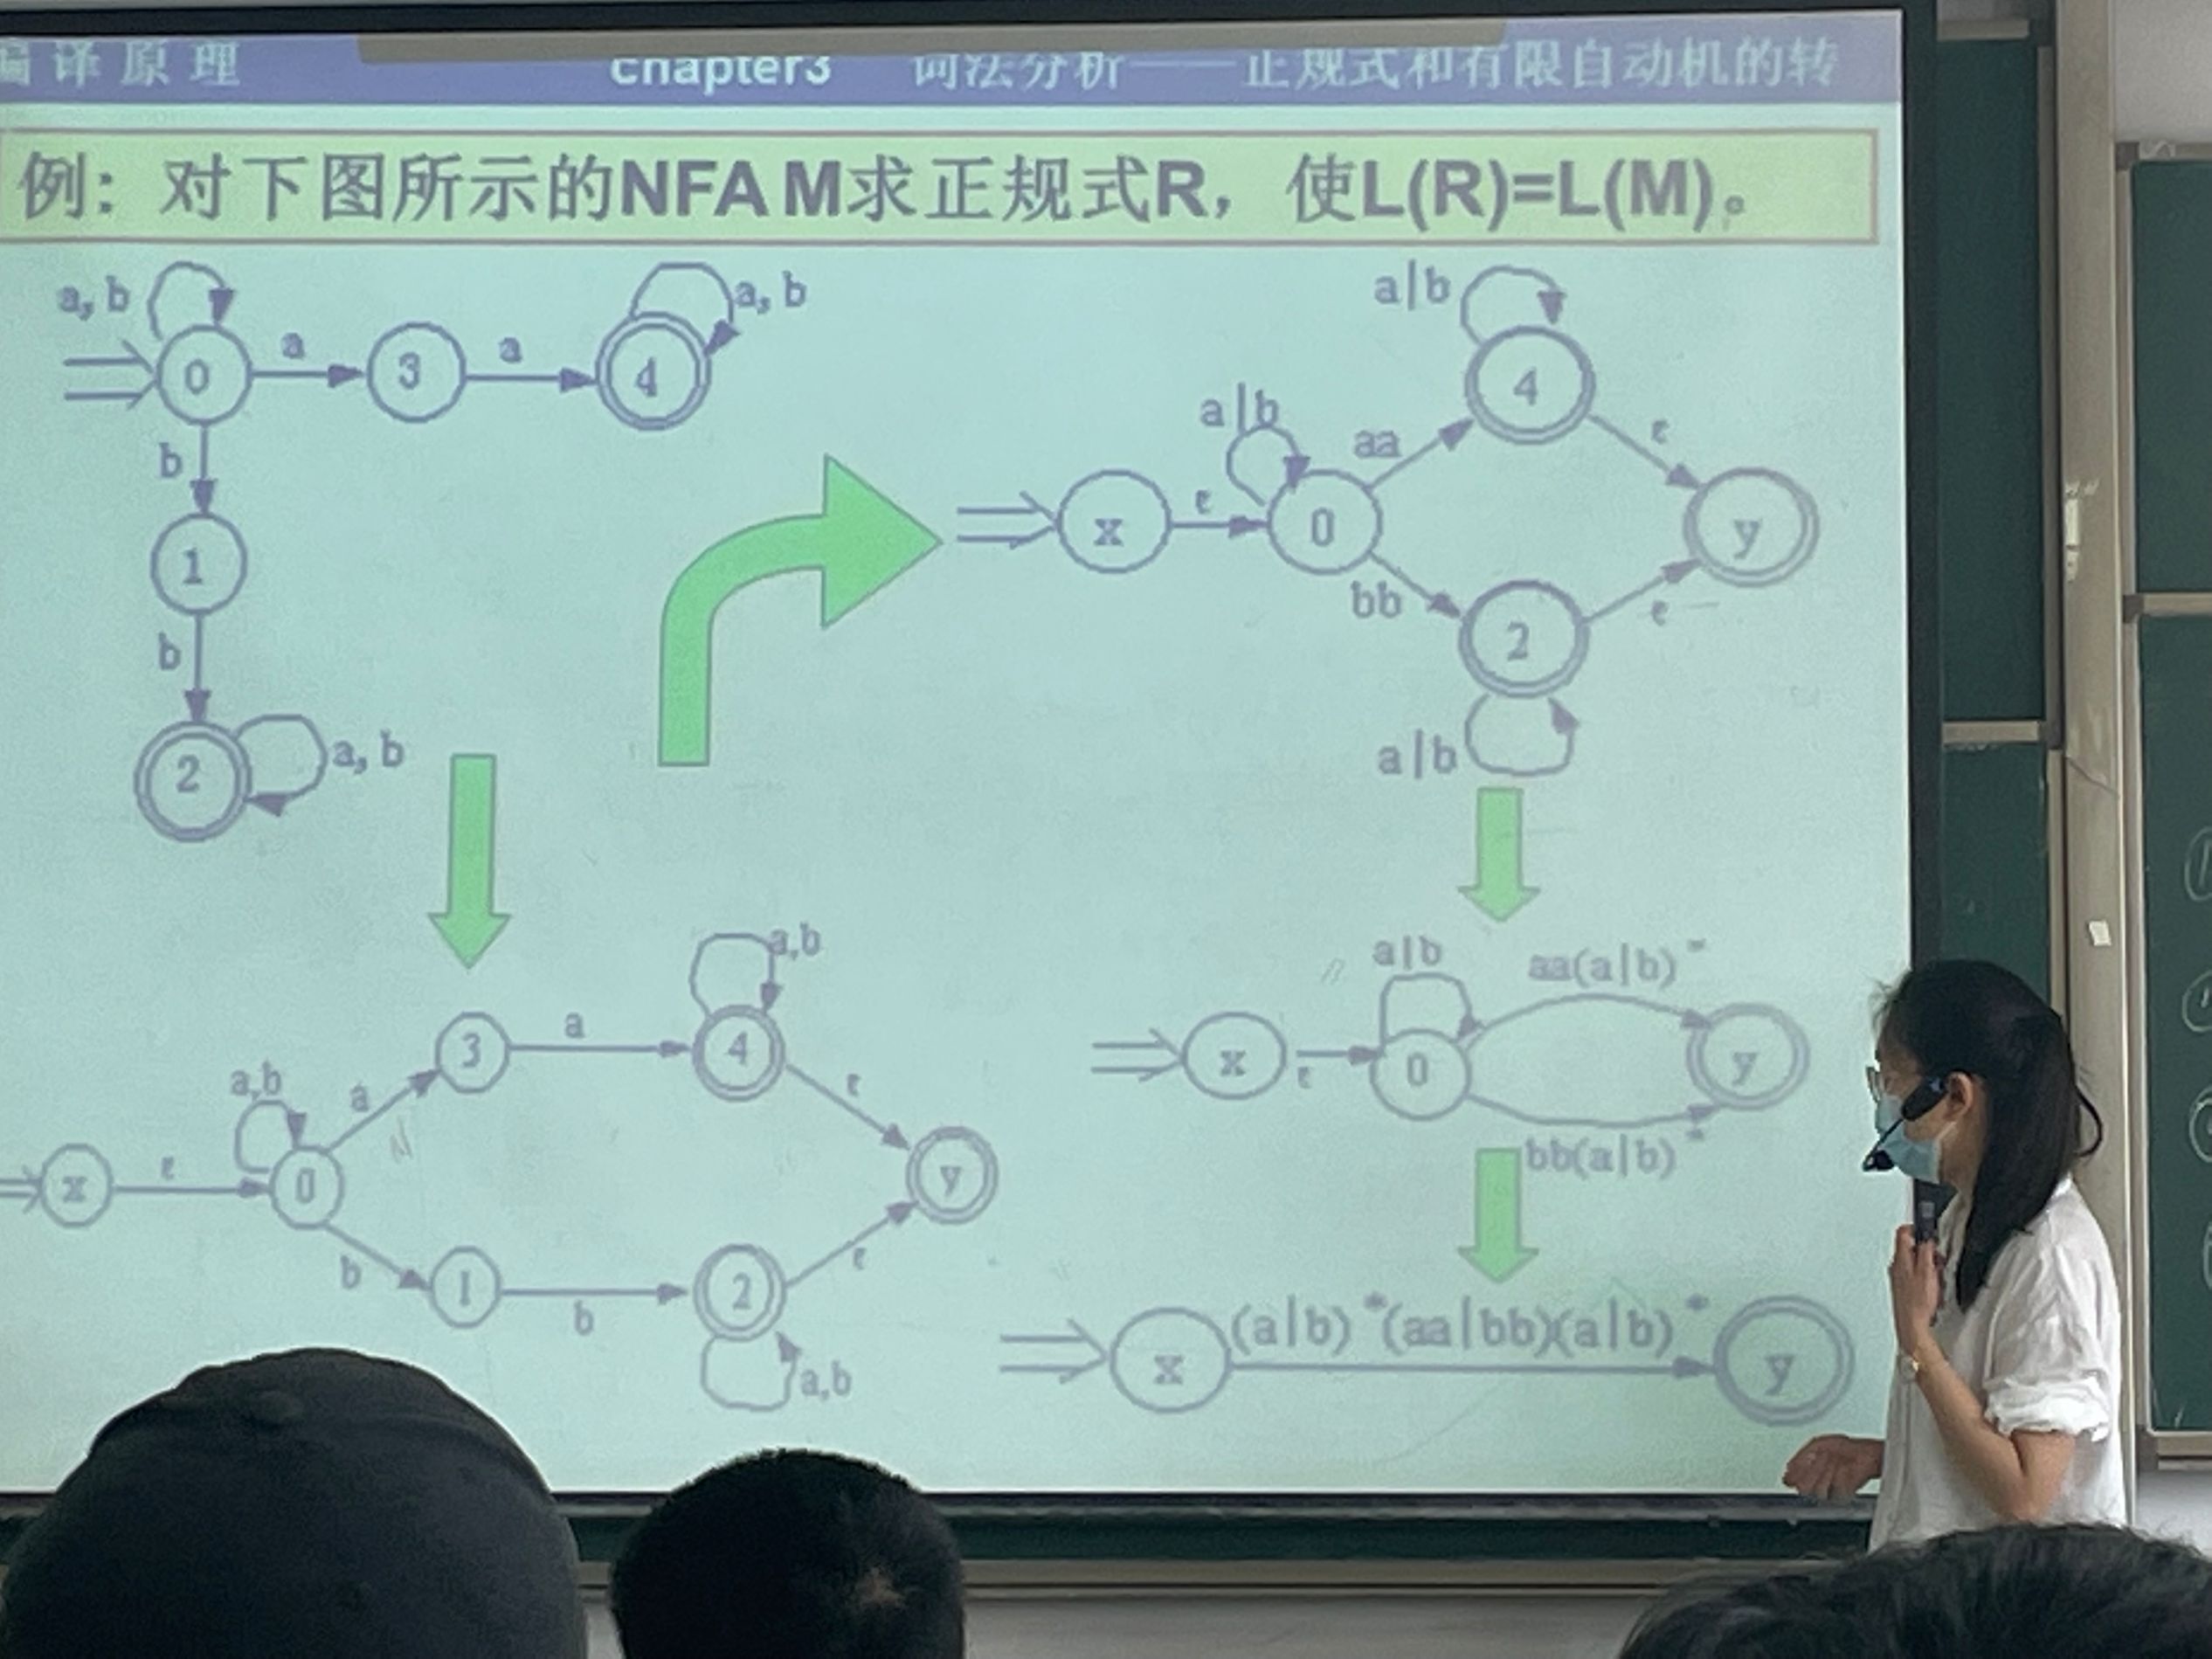 编译原理 chapter3 词法分析——正规式和有限自动机的转
例：对下图所示的NFA M求正规式R，使L(R)=L(M)。
a, b
0
a
3
a
4
a, b
b
1
b
2
a, b
x
ε
0
a|b
aa
4
a|b
ε
bb
2
a|b
ε
y
x
ε
0
a,b
a
3
a
4
a,b
ε
b
1
b
2
a,b
ε
y
x
ε
0
a|b
aa(a|b)*
bb(a|b)*
y
x
(a|b)*(aa|bb)(a|b)*
y